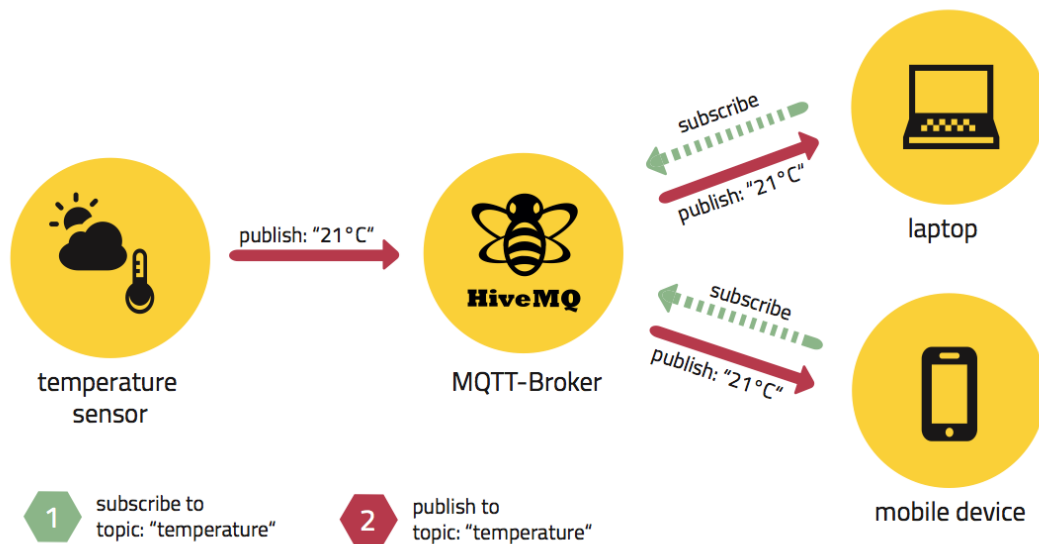 subscribe
publish: “21°C“
laptop
publish: “21°C“
HiveMQ
subscribe
publish: “21°C“
temperature
sensor
MQTT-Broker
mobile device
1
subscribe to
topic: “temperature“
2
publish to
topic: “temperature“